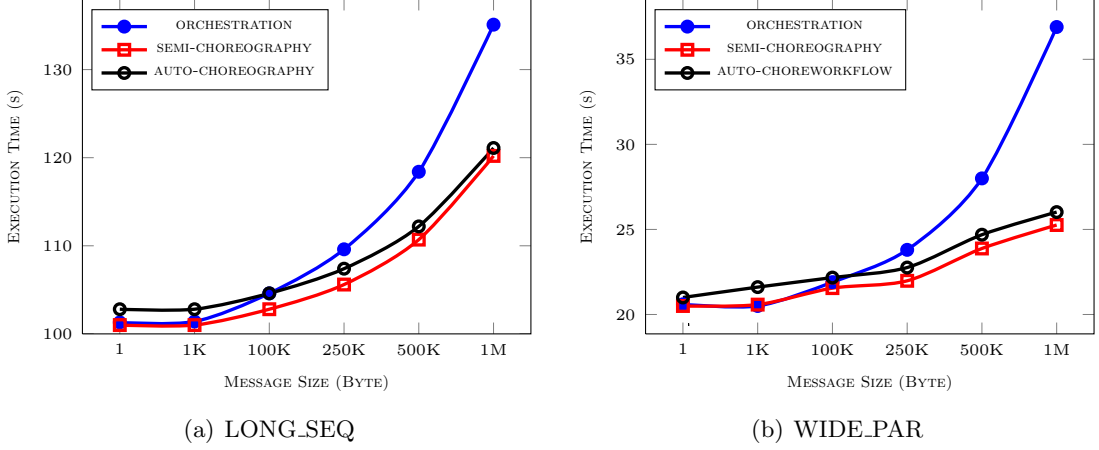 ORCHESTRATION
SEMI-CHOREOGRAPHY
AUTO-CHOREOGRAPHY
EXECUTION TIME (S)
130
120
110
100
1 1K 100K 250K 500K 1M
MESSAGE SIZE (BYTE)
(a) LONG_SEQ
ORCHESTRATION
SEMI-CHOREOGRAPHY
AUTO-CHOREWORKFLOW
EXECUTION TIME (S)
35
30
25
20
1 1K 100K 250K 500K 1M
MESSAGE SIZE (BYTE)
(b) WIDE_PAR